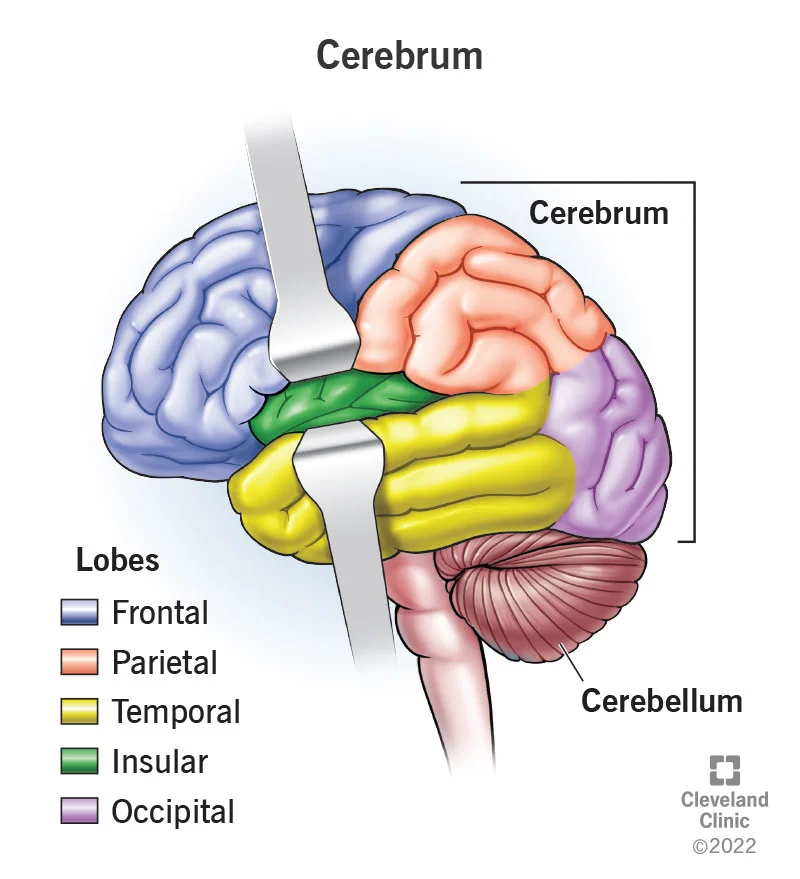 Cerebrum
Cerebrum
Lobes
Frontal
Parietal
Temporal
Insular
Occipital
Cerebellum
Cleveland
Clinic
©2022